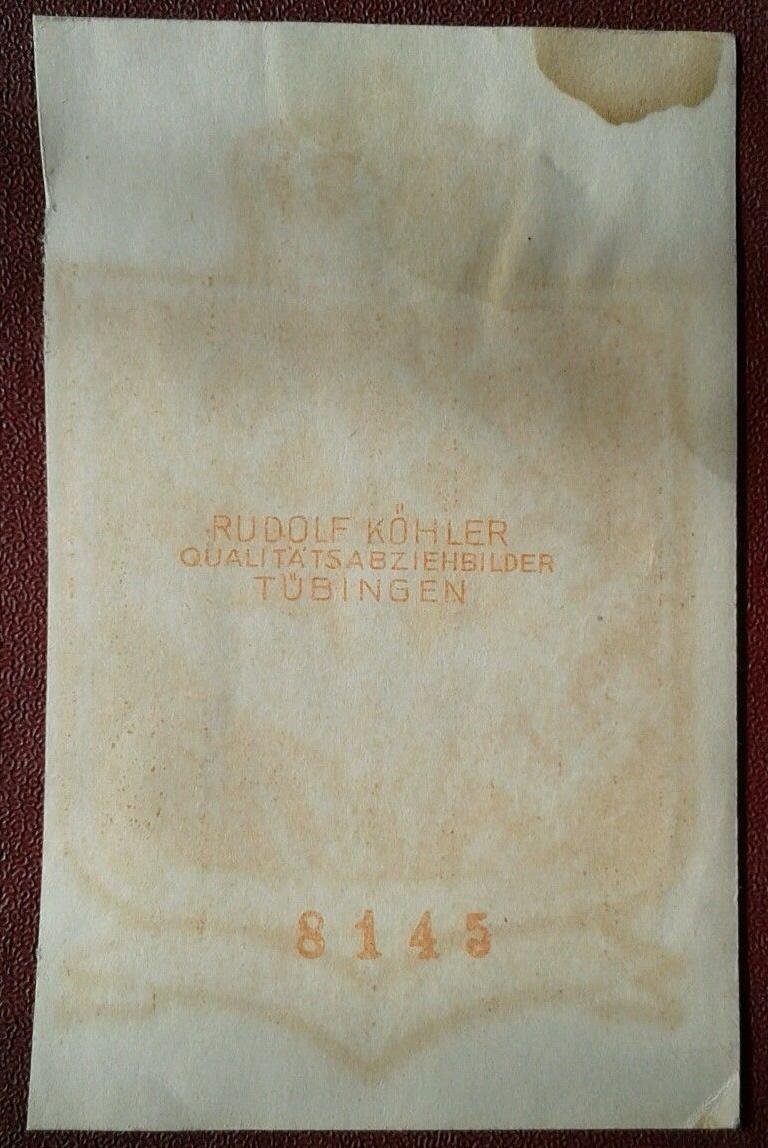 RUDOLF KÖHLER
QUALITÄTSABZIEHBILDER
TÜBINGEN
8145